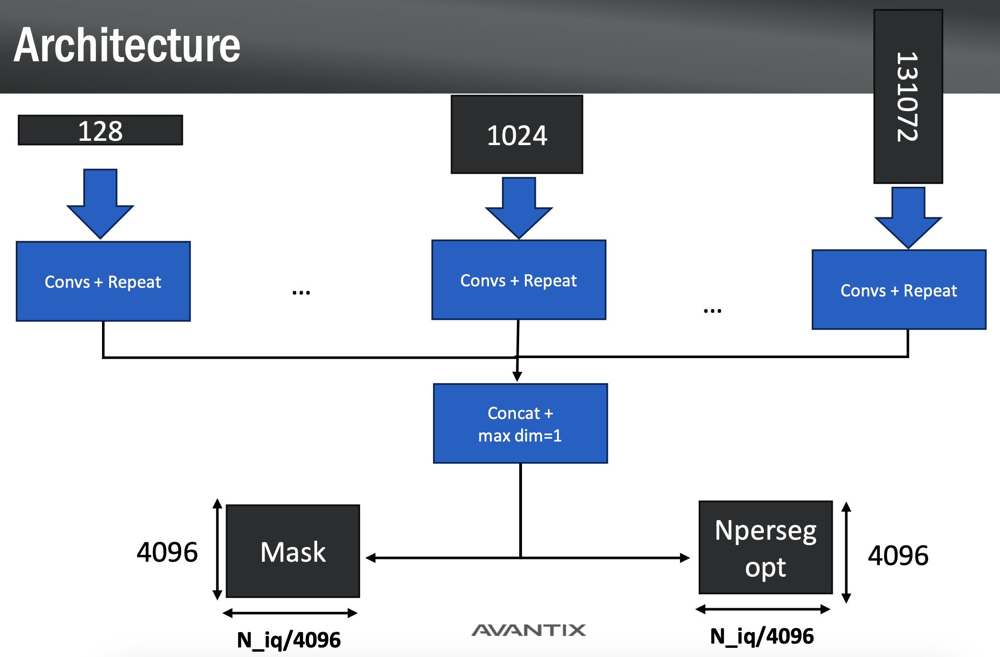 Architecture
131072
128
1024
Convs + Repeat
...
Convs + Repeat
...
Convs + Repeat
Concat +
max dim=1
4096
Mask
Nperseg
opt
4096
N_iq/4096
AVANTIX
N_iq/4096